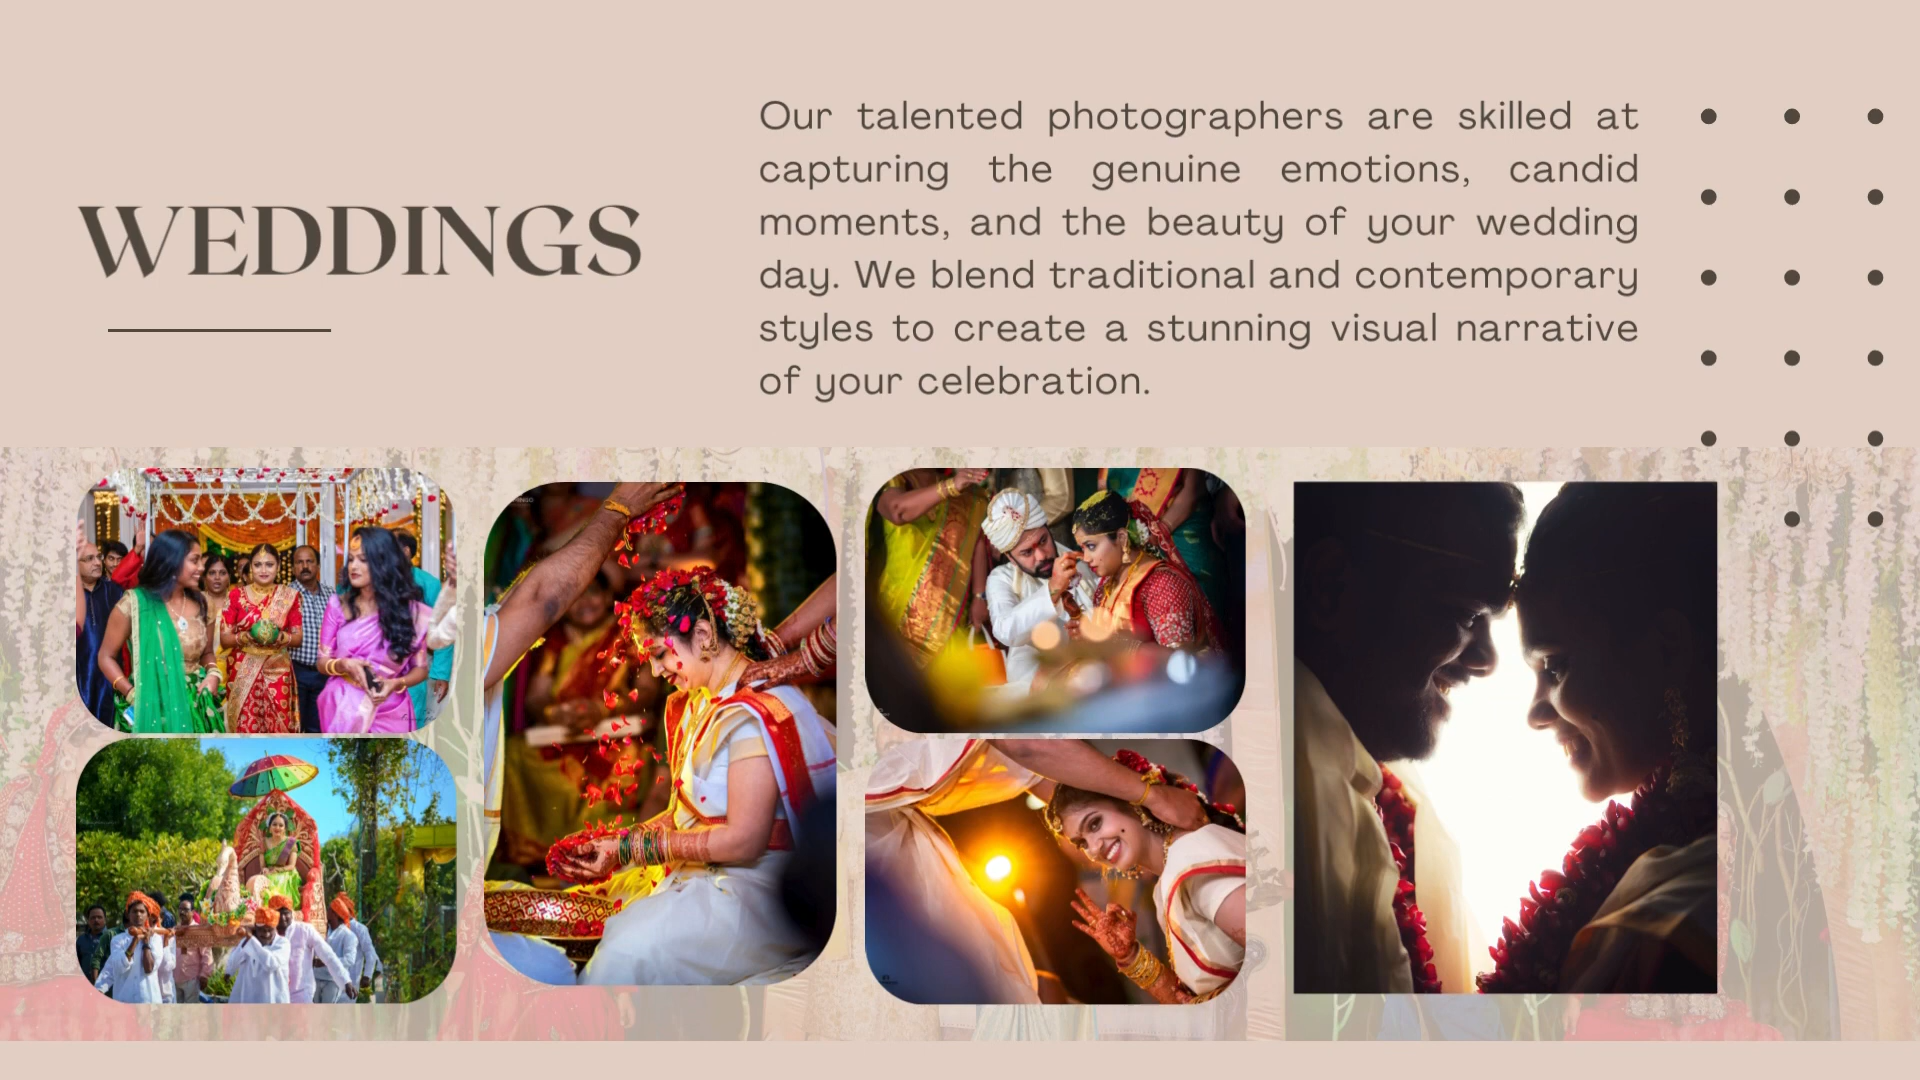 WEDDINGS
Our talented photographers are skilled at
capturing the genuine emotions, candid
moments, and the beauty of your wedding
day. We blend traditional and contemporary
styles to create a stunning visual narrative
of your celebration.